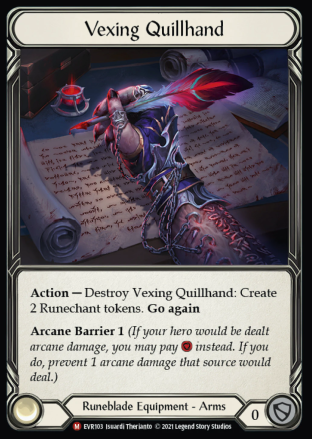 Vexing Quillhand
Action — Destroy Vexing Quillhand: Create
2 Runechant tokens. Go again
Arcane Barrier 1 (If your hero would be dealt
arcane damage, you may pay instead. If you
do, prevent 1 arcane damage that source would
deal.)
Runeblade Equipment - Arms
0
M EVR103 Isuardi Therianto © 2021 Legend Story Studios